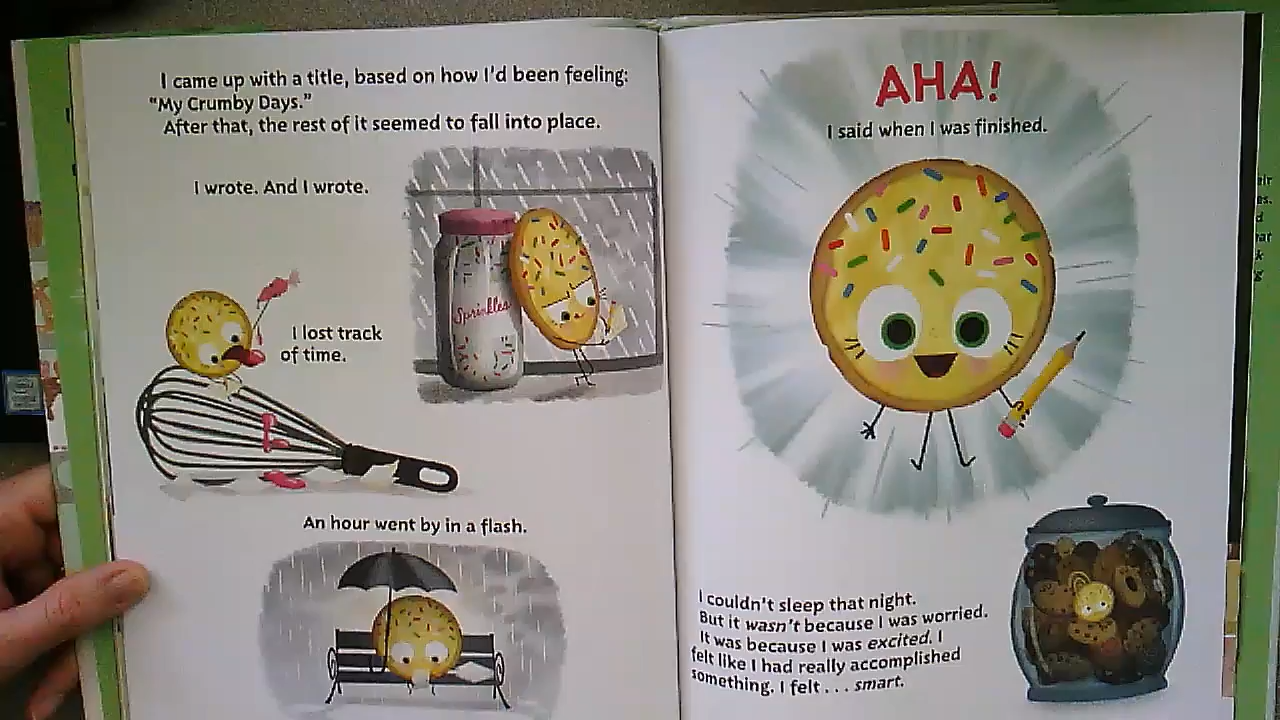 I came up with a title, based on how I'd been feeling:
"My Crumby Days."
After that, the rest of it seemed to fall into place.
I wrote. And I wrote.
Sprinkles
I lost track
of time.
An hour went by in a flash.
AHA!
I said when I was finished.
I couldn't sleep that night.
But it wasn't because I was worried.
It was because I was excited. I
felt like I had really accomplished
something. I felt . . . smart.